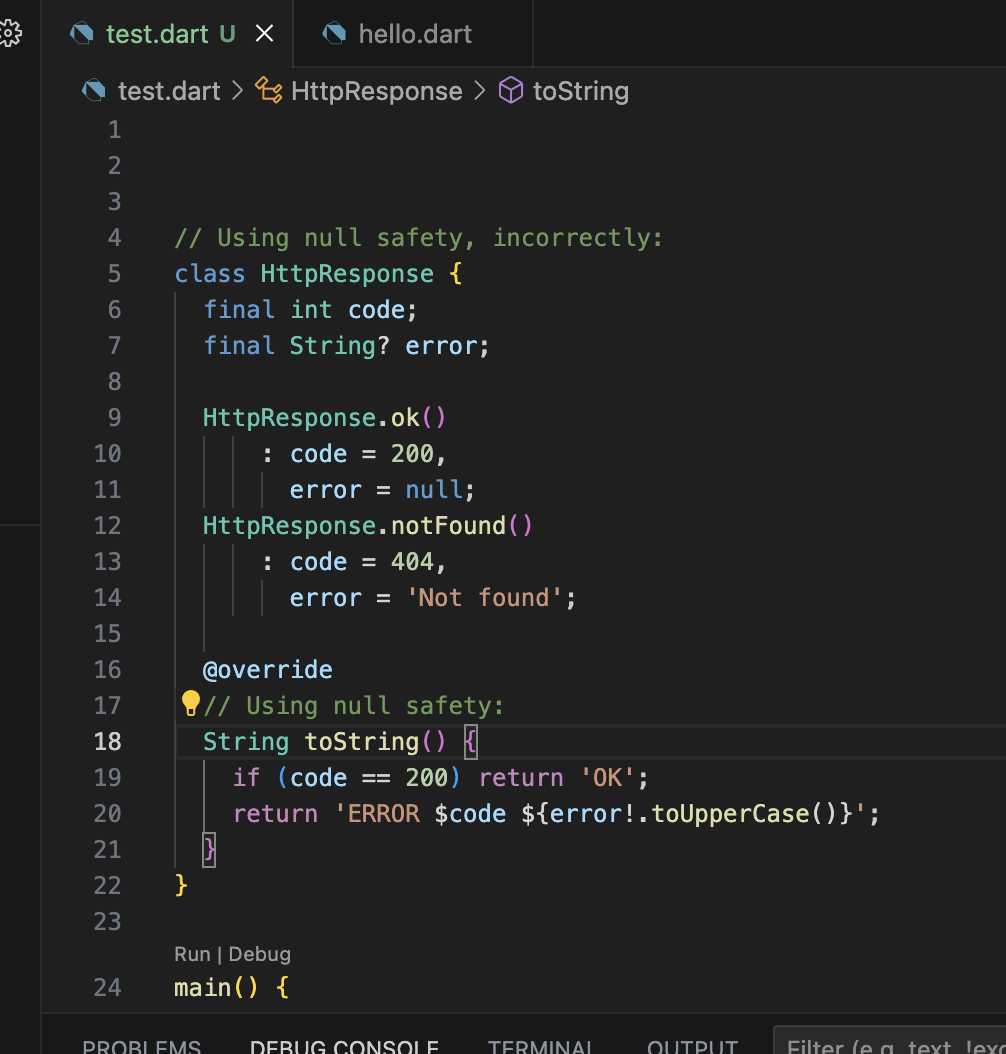 test.dart U
hello.dart
test.dart > HttpResponse > toString
1
2
3
4 // Using null safety, incorrectly:
5 class HttpResponse {
6   final int code;
7   final String? error;
8
9   HttpResponse.ok()
10       : code = 200,
11         error = null;
12   HttpResponse.notFound()
13       : code = 404,
14         error = 'Not found';
15
16   @override
17   // Using null safety:
18   String toString() {
19     if (code == 200) return 'OK';
20     return 'ERROR $code ${error!.toUpperCase()}';
21   }
22 }
23
Run | Debug
24 main() {
PROBLEMS DEBUG CONSOLE TERMINAL OUTPUT Filter (e.g. text, !exc